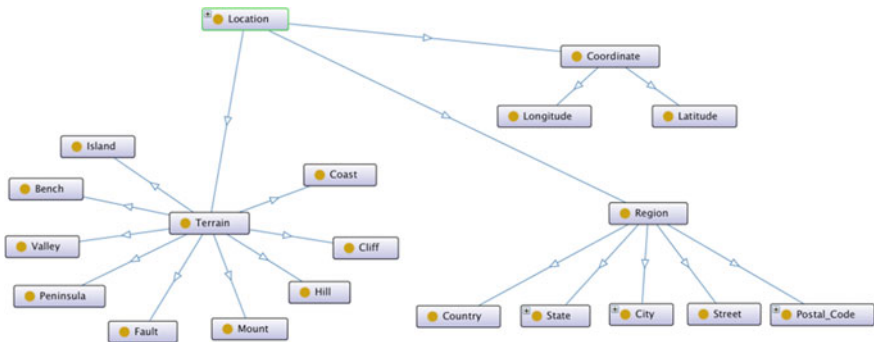 Location
Coordinate
Longitude
Latitude
Island
Coast
Bench
Terrain
Region
Valley
Cliff
Peninsula
Hill
Fault
Mount
Country
State
City
Street
Postal_Code